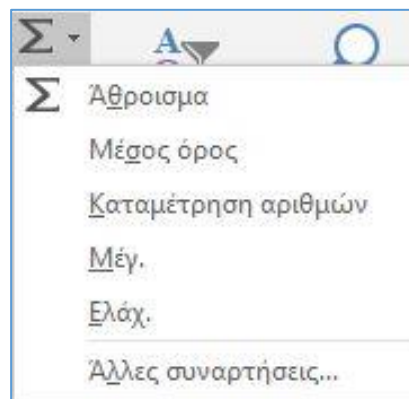 Σ
Α
Σ Άθροισμα
Μέσος όρος
Καταμέτρηση αριθμών
Μέγ.
Ελάχ.
Άλλες συναρτήσεις...